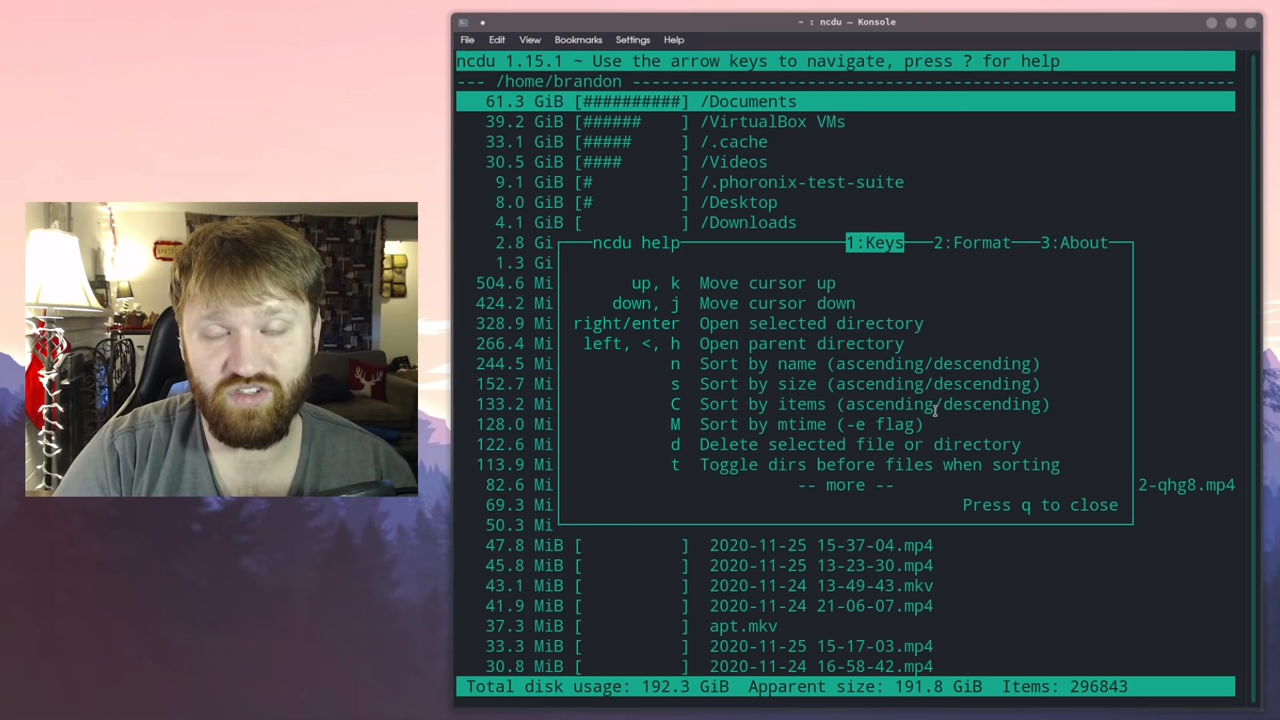 ~ : ncdu — Konsole
File Edit View Bookmarks Settings Help
ncdu 1.15.1 ~ Use the arrow keys to navigate, press ? for help
--- /home/brandon ---------------------------------------------------------------
61.3 GiB [##########] /Documents
39.2 GiB [###### ] /VirtualBox VMs
33.1 GiB [##### ] /.cache
30.5 GiB [#### ] /Videos
9.1 GiB [# ] /.phoronix-test-suite
8.0 GiB [# ] /Desktop
4.1 GiB [ ] /Downloads
2.8 Gi ncdu help 1:Keys 2:Format 3:About
1.3 Gi
504.6 Mi up, k Move cursor up
424.2 Mi down, j Move cursor down
328.9 Mi right/enter Open selected directory
266.4 Mi left, <, h Open parent directory
244.5 Mi n Sort by name (ascending/descending)
152.7 Mi s Sort by size (ascending/descending)
133.2 Mi C Sort by items (ascending/descending)
128.0 Mi M Sort by mtime (-e flag)
122.6 Mi d Delete selected file or directory
113.9 Mi t Toggle dirs before files when sorting
82.6 Mi -- more -- 2-qhg8.mp4
69.3 Mi Press q to close
50.3 Mi
47.8 MiB [ ] 2020-11-25 15-37-04.mp4
45.8 MiB [ ] 2020-11-25 13-23-30.mp4
43.1 MiB [ ] 2020-11-24 13-49-43.mkv
41.9 MiB [ ] 2020-11-24 21-06-07.mp4
37.3 MiB [ ] apt.mkv
33.3 MiB [ ] 2020-11-25 15-17-03.mp4
30.8 MiB [ ] 2020-11-24 16-58-42.mp4
Total disk usage: 192.3 GiB Apparent size: 191.8 GiB Items: 296843